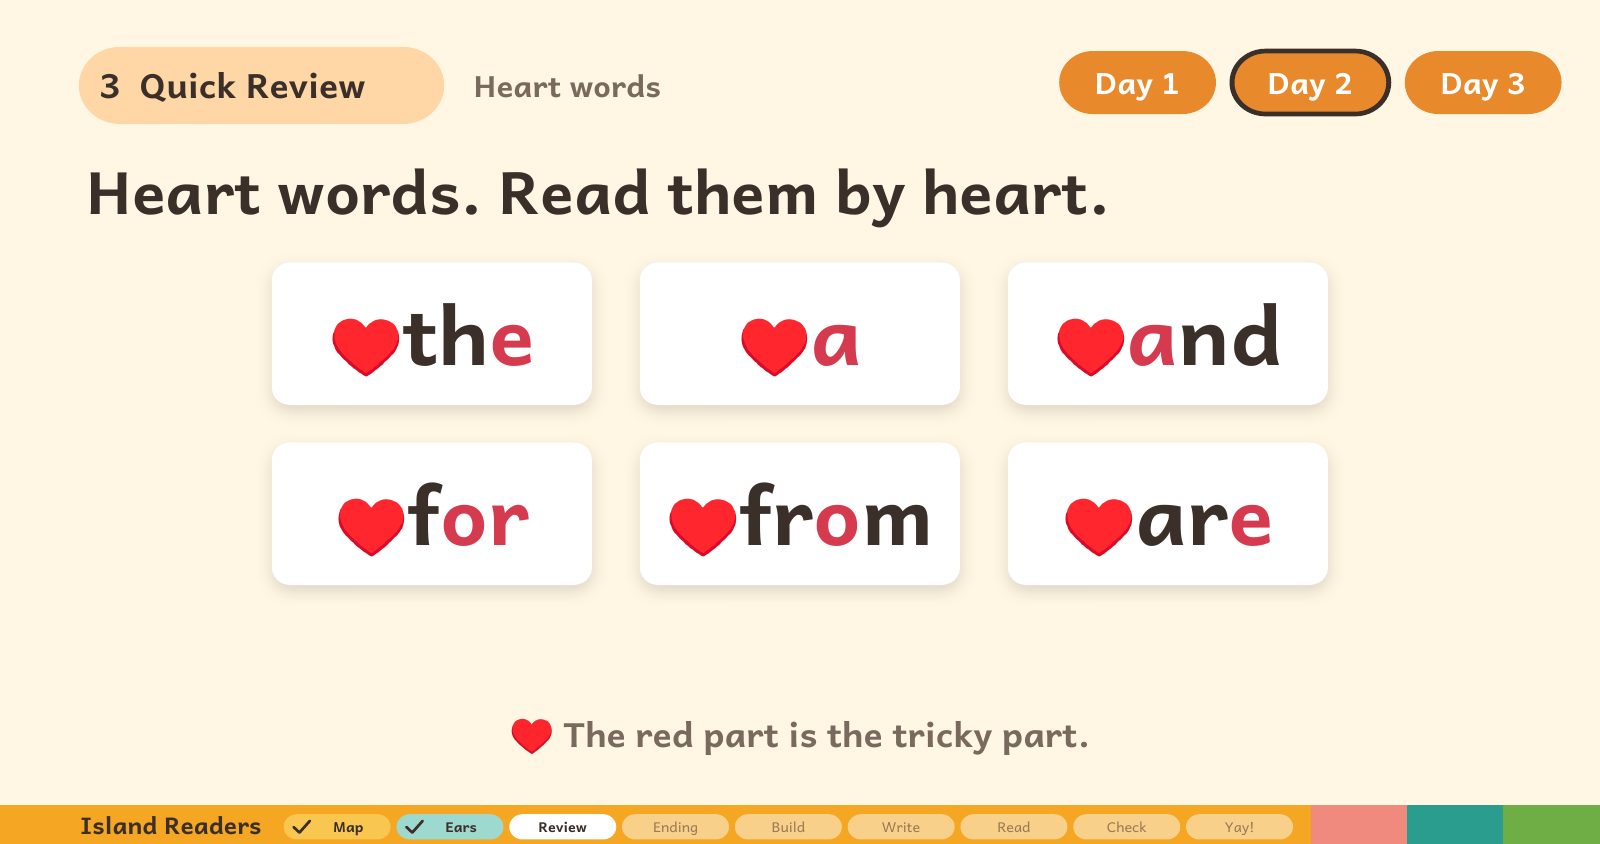 3 Quick Review
Heart words
Day 1
Day 2
Day 3
Heart words. Read them by heart.
the
a
and
for
from
are
The red part is the tricky part.
Island Readers
Map
Ears
Review
Ending
Build
Write
Read
Check
Yay!